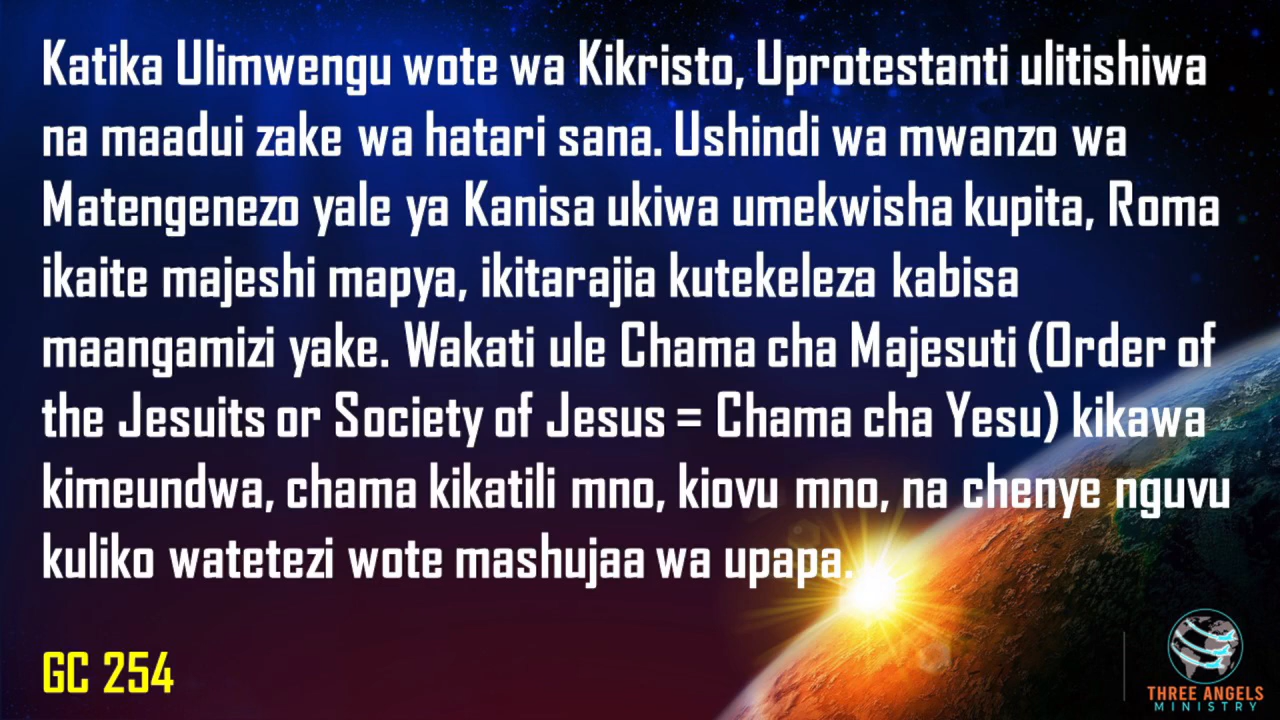 Katika Ulimwengu wote wa Kikristo, Uprotestanti ulitishiwa
na maadui zake wa hatari sana. Ushindi wa mwanzo wa
Matengenezo yale ya Kanisa ukiwa umekwisha kupita, Roma
ikaite majeshi mapya, ikitarajia kutekeleza kabisa
maangamizi yake. Wakati ule Chama cha Majesuti (Order of
the Jesuits or Society of Jesus = Chama cha Yesu) kikawa
kimeundwa, chama kikatili mno, kiovu mno, na chenye nguvu
kuliko watetezi wote mashujaa wa upapa.
GC 254
THREE ANGELS
MINISTRY